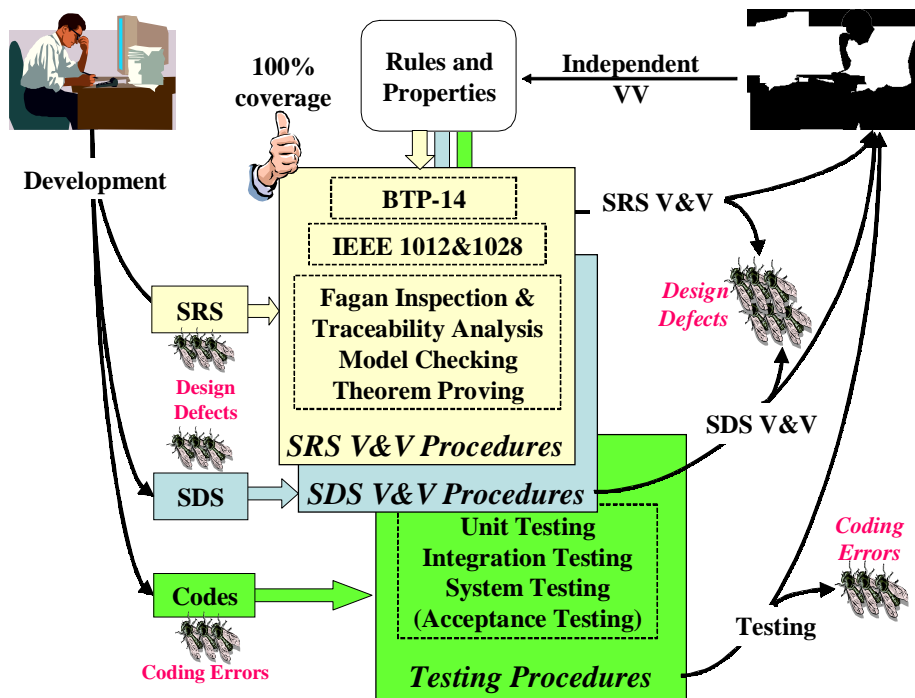 100%
coverage
Rules and
Properties
Independent
VV
Development
BTP-14
IEEE 1012&1028
SRS V&V
SRS
Fagan Inspection &
Traceability Analysis
Model Checking
Theorem Proving
Design
Defects
Design
Defects
SRS V&V Procedures
SDS V&V
SDS
SDS V&V Procedures
Unit Testing
Integration Testing
System Testing
(Acceptance Testing)
Coding
Errors
Codes
Testing
Coding Errors
Testing Procedures